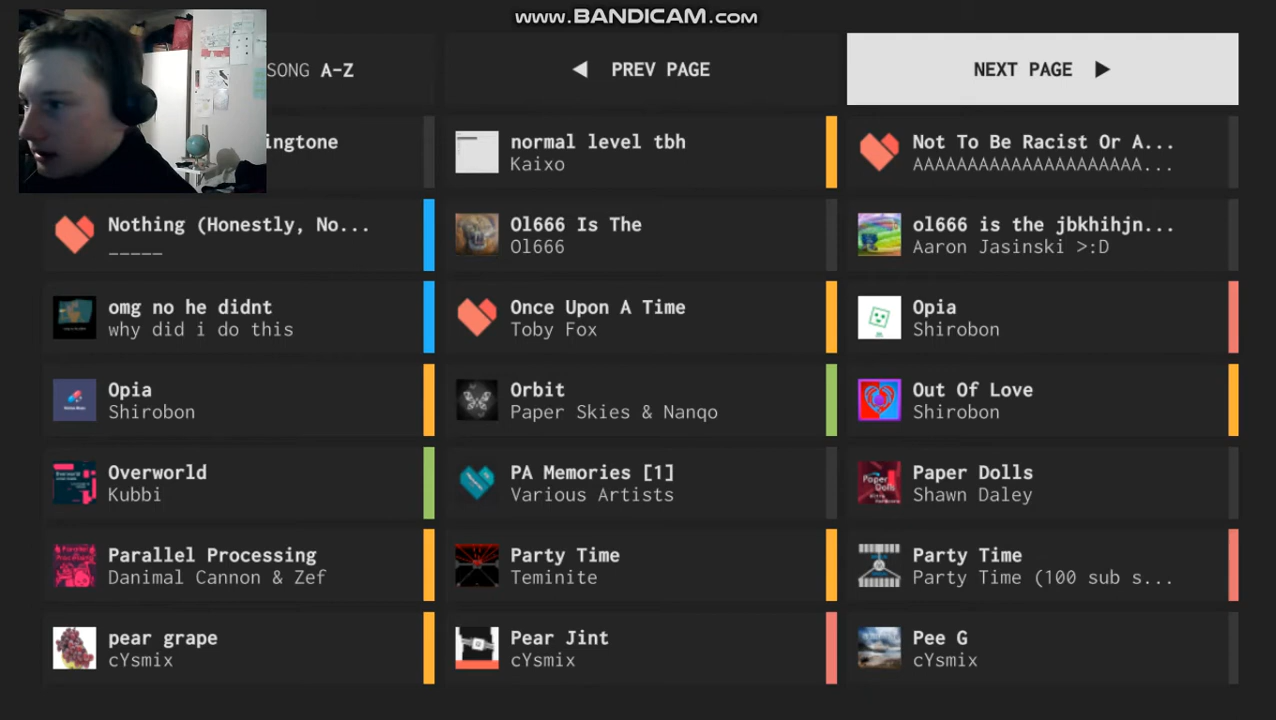 www.BANDICAM.com
SONG A-Z
PREV PAGE
NEXT PAGE
ingtone
normal level tbh
Kaixo
Not To Be Racist Or A...
AAAAAAAAAAAAAAAAAAAAA...
Nothing (Honestly, No...
_____
Ol666 Is The
Ol666
ol666 is the jbkhihjn...
Aaron Jasinski >:D
omg no he didnt
why did i do this
Once Upon A Time
Toby Fox
Opia
Shirobon
Opia
Shirobon
Orbit
Paper Skies & Nanqo
Out Of Love
Shirobon
Overworld
Kubbi
PA Memories [1]
Various Artists
Paper Dolls
Shawn Daley
Parallel Processing
Danimal Cannon & Zef
Party Time
Teminite
Party Time
Party Time (100 sub s...
pear grape
cYsmix
Pear Jint
cYsmix
Pee G
cYsmix